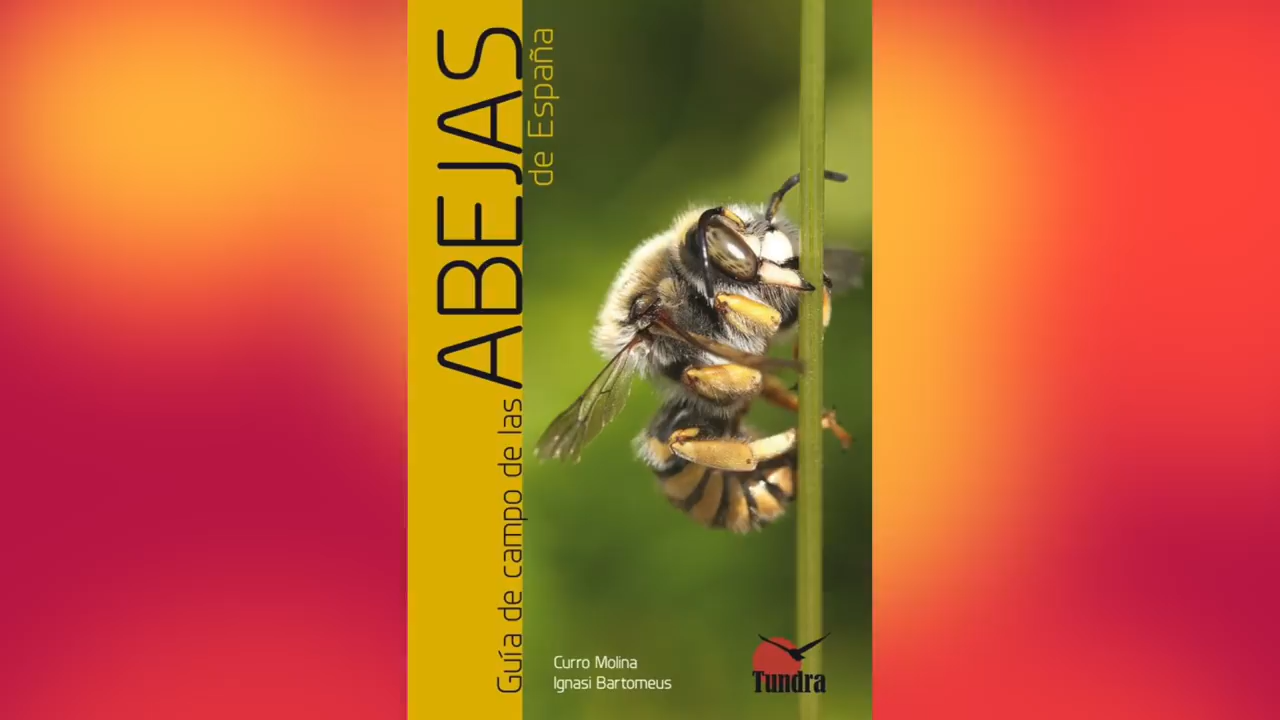 Guía de campo de las ABEJAS
de España
Curro Molina
Ignasi Bartomeus
Tundra